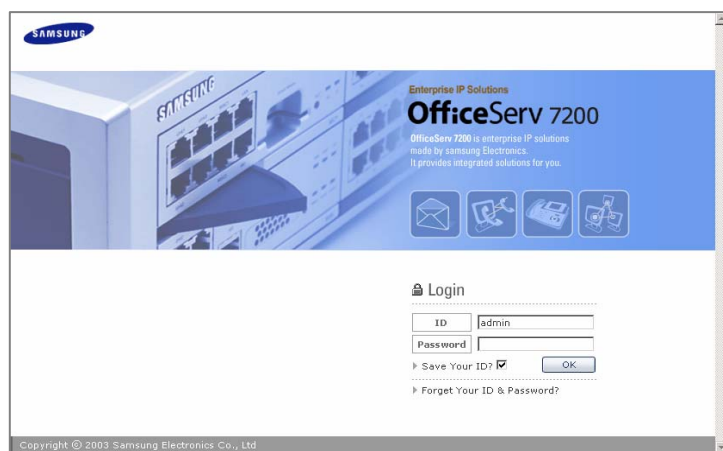 SAMSUNG
SAMSUNG
Enterprise IP Solutions
OfficeServ 7200
OfficeServ 7200 is enterprise IP solutions
made by samsung Electronics.
It provides integrated solutions for you.
Login
ID
admin
Password
Save Your ID?
OK
Forget Your ID & Password?
Copyright © 2003 Samsung Electronics Co., Ltd